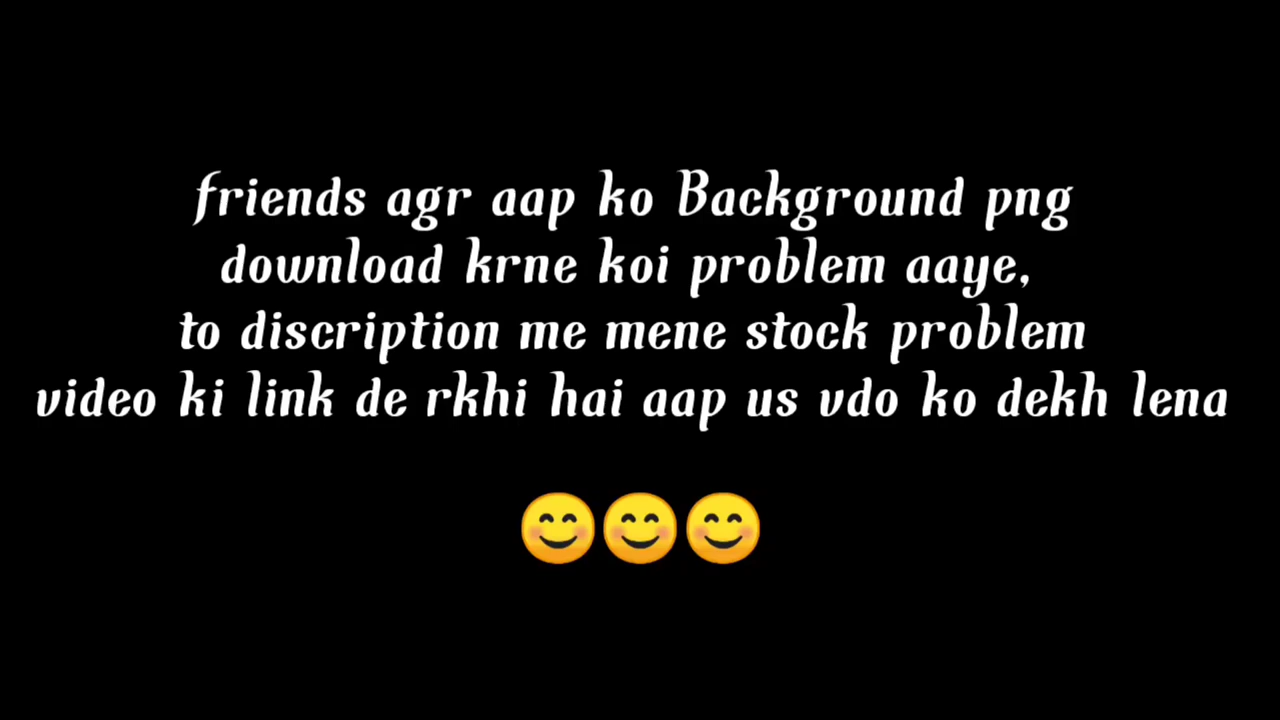 friends agr aap ko Background png
download krne koi problem aaye,
to discription me mene stock problem
video ki link de rkhi hai aap us vdo ko dekh lena
😊😊😊